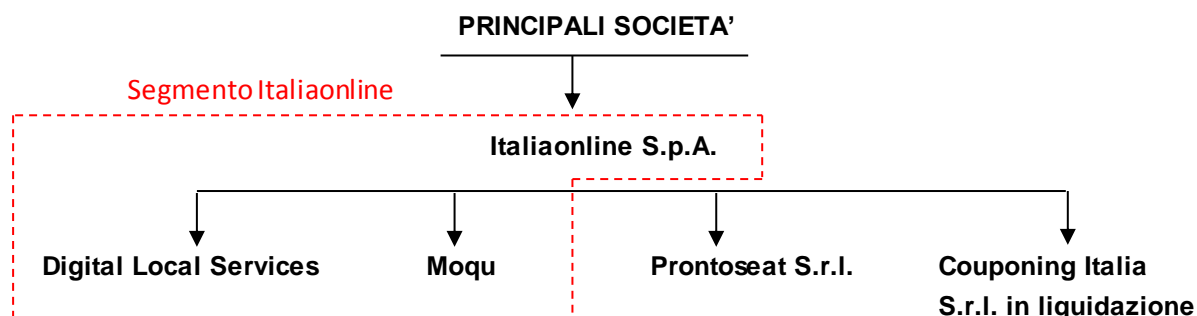 PRINCIPALI SOCIETA’
Segmento Italiaonline
Italiaonline S.p.A.
Digital Local Services
Moqu
Prontoseat S.r.l.
Couponing Italia
S.r.l. in liquidazione